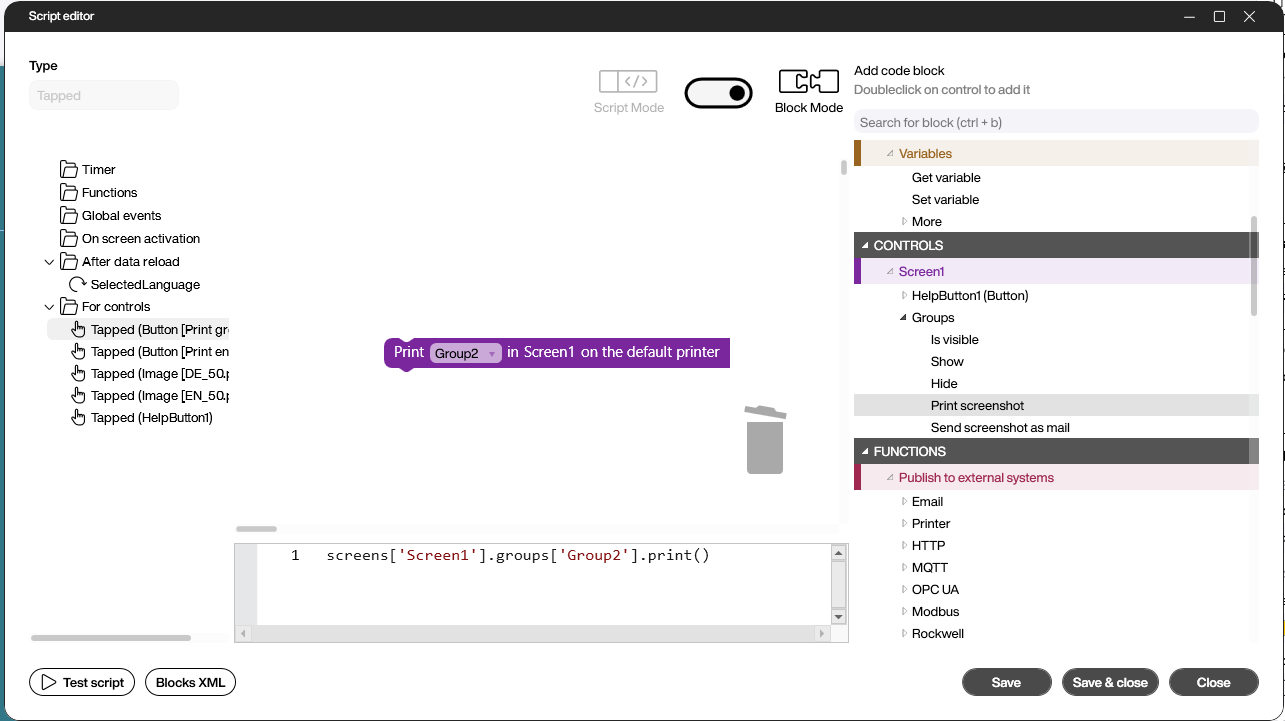 Script editor
Type
Tapped
Script Mode
Block Mode
Timer
Functions
Global events
On screen activation
After data reload
SelectedLanguage
For controls
Tapped (Button [Print gr
Tapped (Button [Print en
Tapped (Image [DE_50.p
Tapped (Image [EN_50.p
Tapped (HelpButton1)
Print Group2 in Screen1 on the default printer
1 screens['Screen1'].groups['Group2'].print()
Add code block
Doubleclick on control to add it
Search for block (ctrl + b)
Variables
Get variable
Set variable
More
CONTROLS
Screen1
HelpButton1 (Button)
Groups
Is visible
Show
Hide
Print screenshot
Send screenshot as mail
FUNCTIONS
Publish to external systems
Email
Printer
HTTP
MQTT
OPC UA
Modbus
Rockwell
Test script
Blocks XML
Save
Save & close
Close